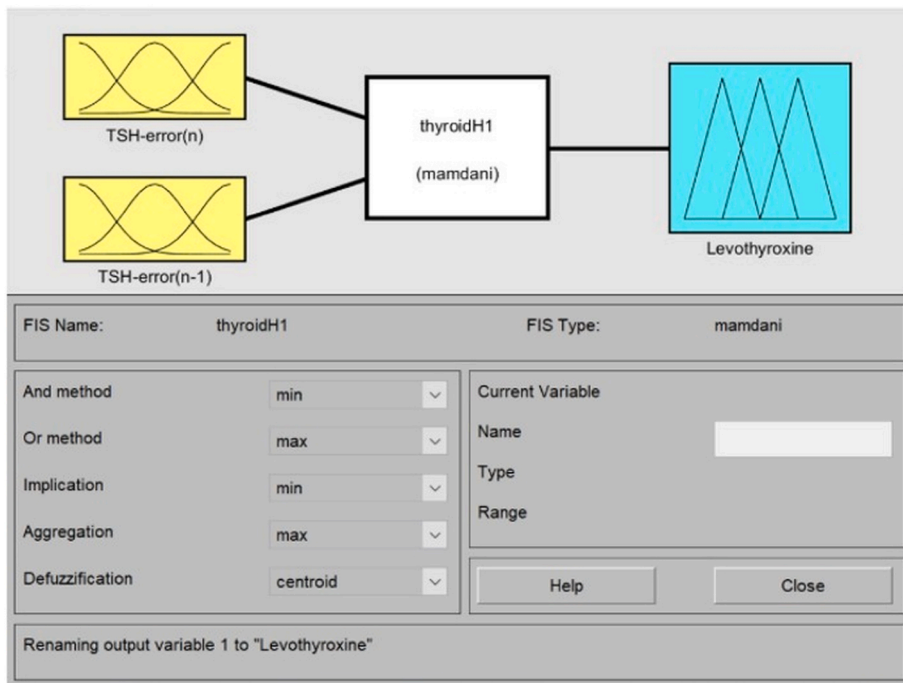 TSH-error(n)
thyroidH1
(mamdani)
TSH-error(n-1)
Levothyroxine
FIS Name: thyroidH1 FIS Type: mamdani
And method min
Or method max
Implication min
Aggregation max
Defuzzification centroid
Current Variable
Name
Type
Range
Help Close
Renaming output variable 1 to "Levothyroxine"